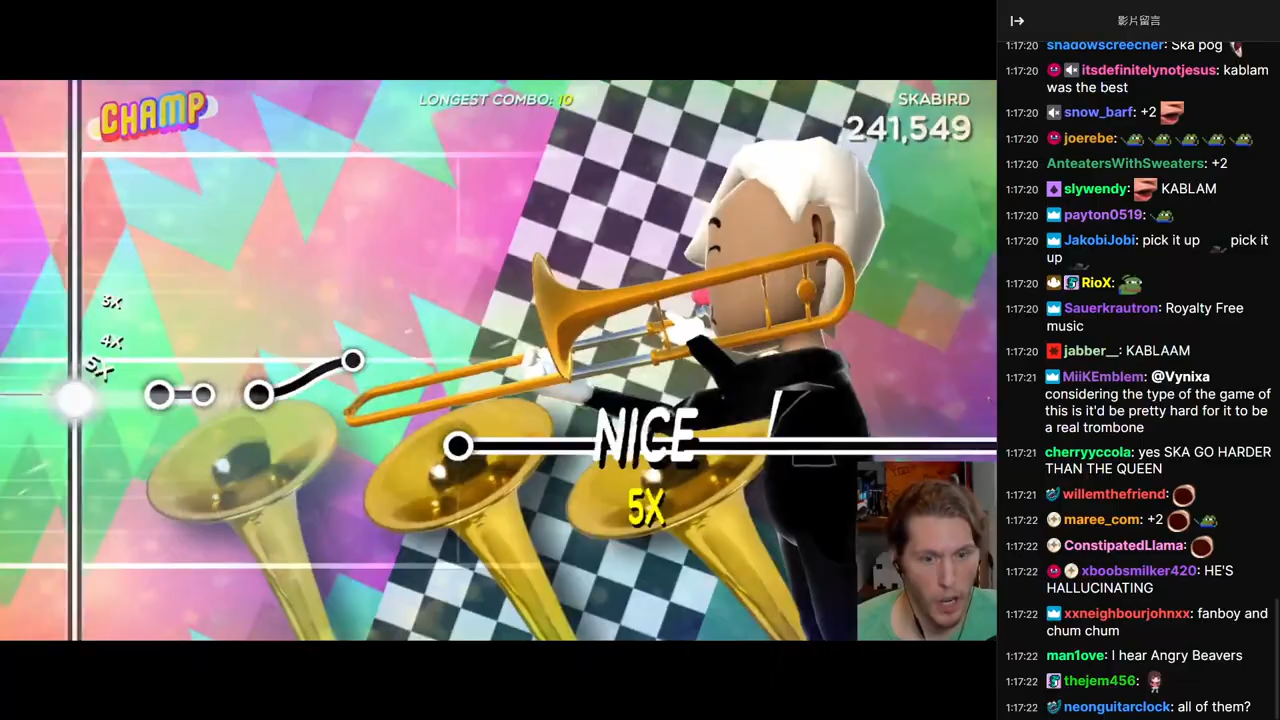 CHAMP
LONGEST COMBO: 10
SKABIRD
241,549
3X
4X
5X
NICE
5X
影片留言
1:17:20 shadowscreecher: Ska pog
1:17:20 itsdefinitelynotjesus: kablam
was the best
1:17:20 snow_barf: +2
1:17:20 joerebe:
1:17:20 AnteatersWithSweaters: +2
1:17:20 slywendy: KABLAM
1:17:20 payton0519:
1:17:20 JakobiJobi: pick it up pick it
up
1:17:20 RioX:
1:17:20 Sauerkrautron: Royalty Free
music
1:17:20 jabber__: KABLAAM
1:17:21 MiiKEmblem: @Vynixa
considering the type of the game of
this is it'd be pretty hard for it to be
a real trombone
1:17:21 cherryyccola: yes SKA GO HARDER
THAN THE QUEEN
1:17:21 willemthefriend:
1:17:22 maree_com: +2
1:17:22 ConstipatedLlama:
1:17:22 xboobsmilker420: HE'S
HALLUCINATING
1:17:22 xxneighbourjohnxx: fanboy and
chum chum
1:17:22 man1ove: I hear Angry Beavers
1:17:22 thejem456:
1:17:22 neonguitarclock: all of them?